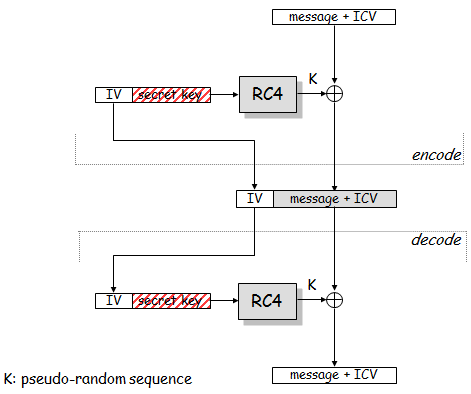 message + ICV
K
IV secret key RC4
encode
IV message + ICV
decode
K
IV secret key RC4
message + ICV
K: pseudo-random sequence